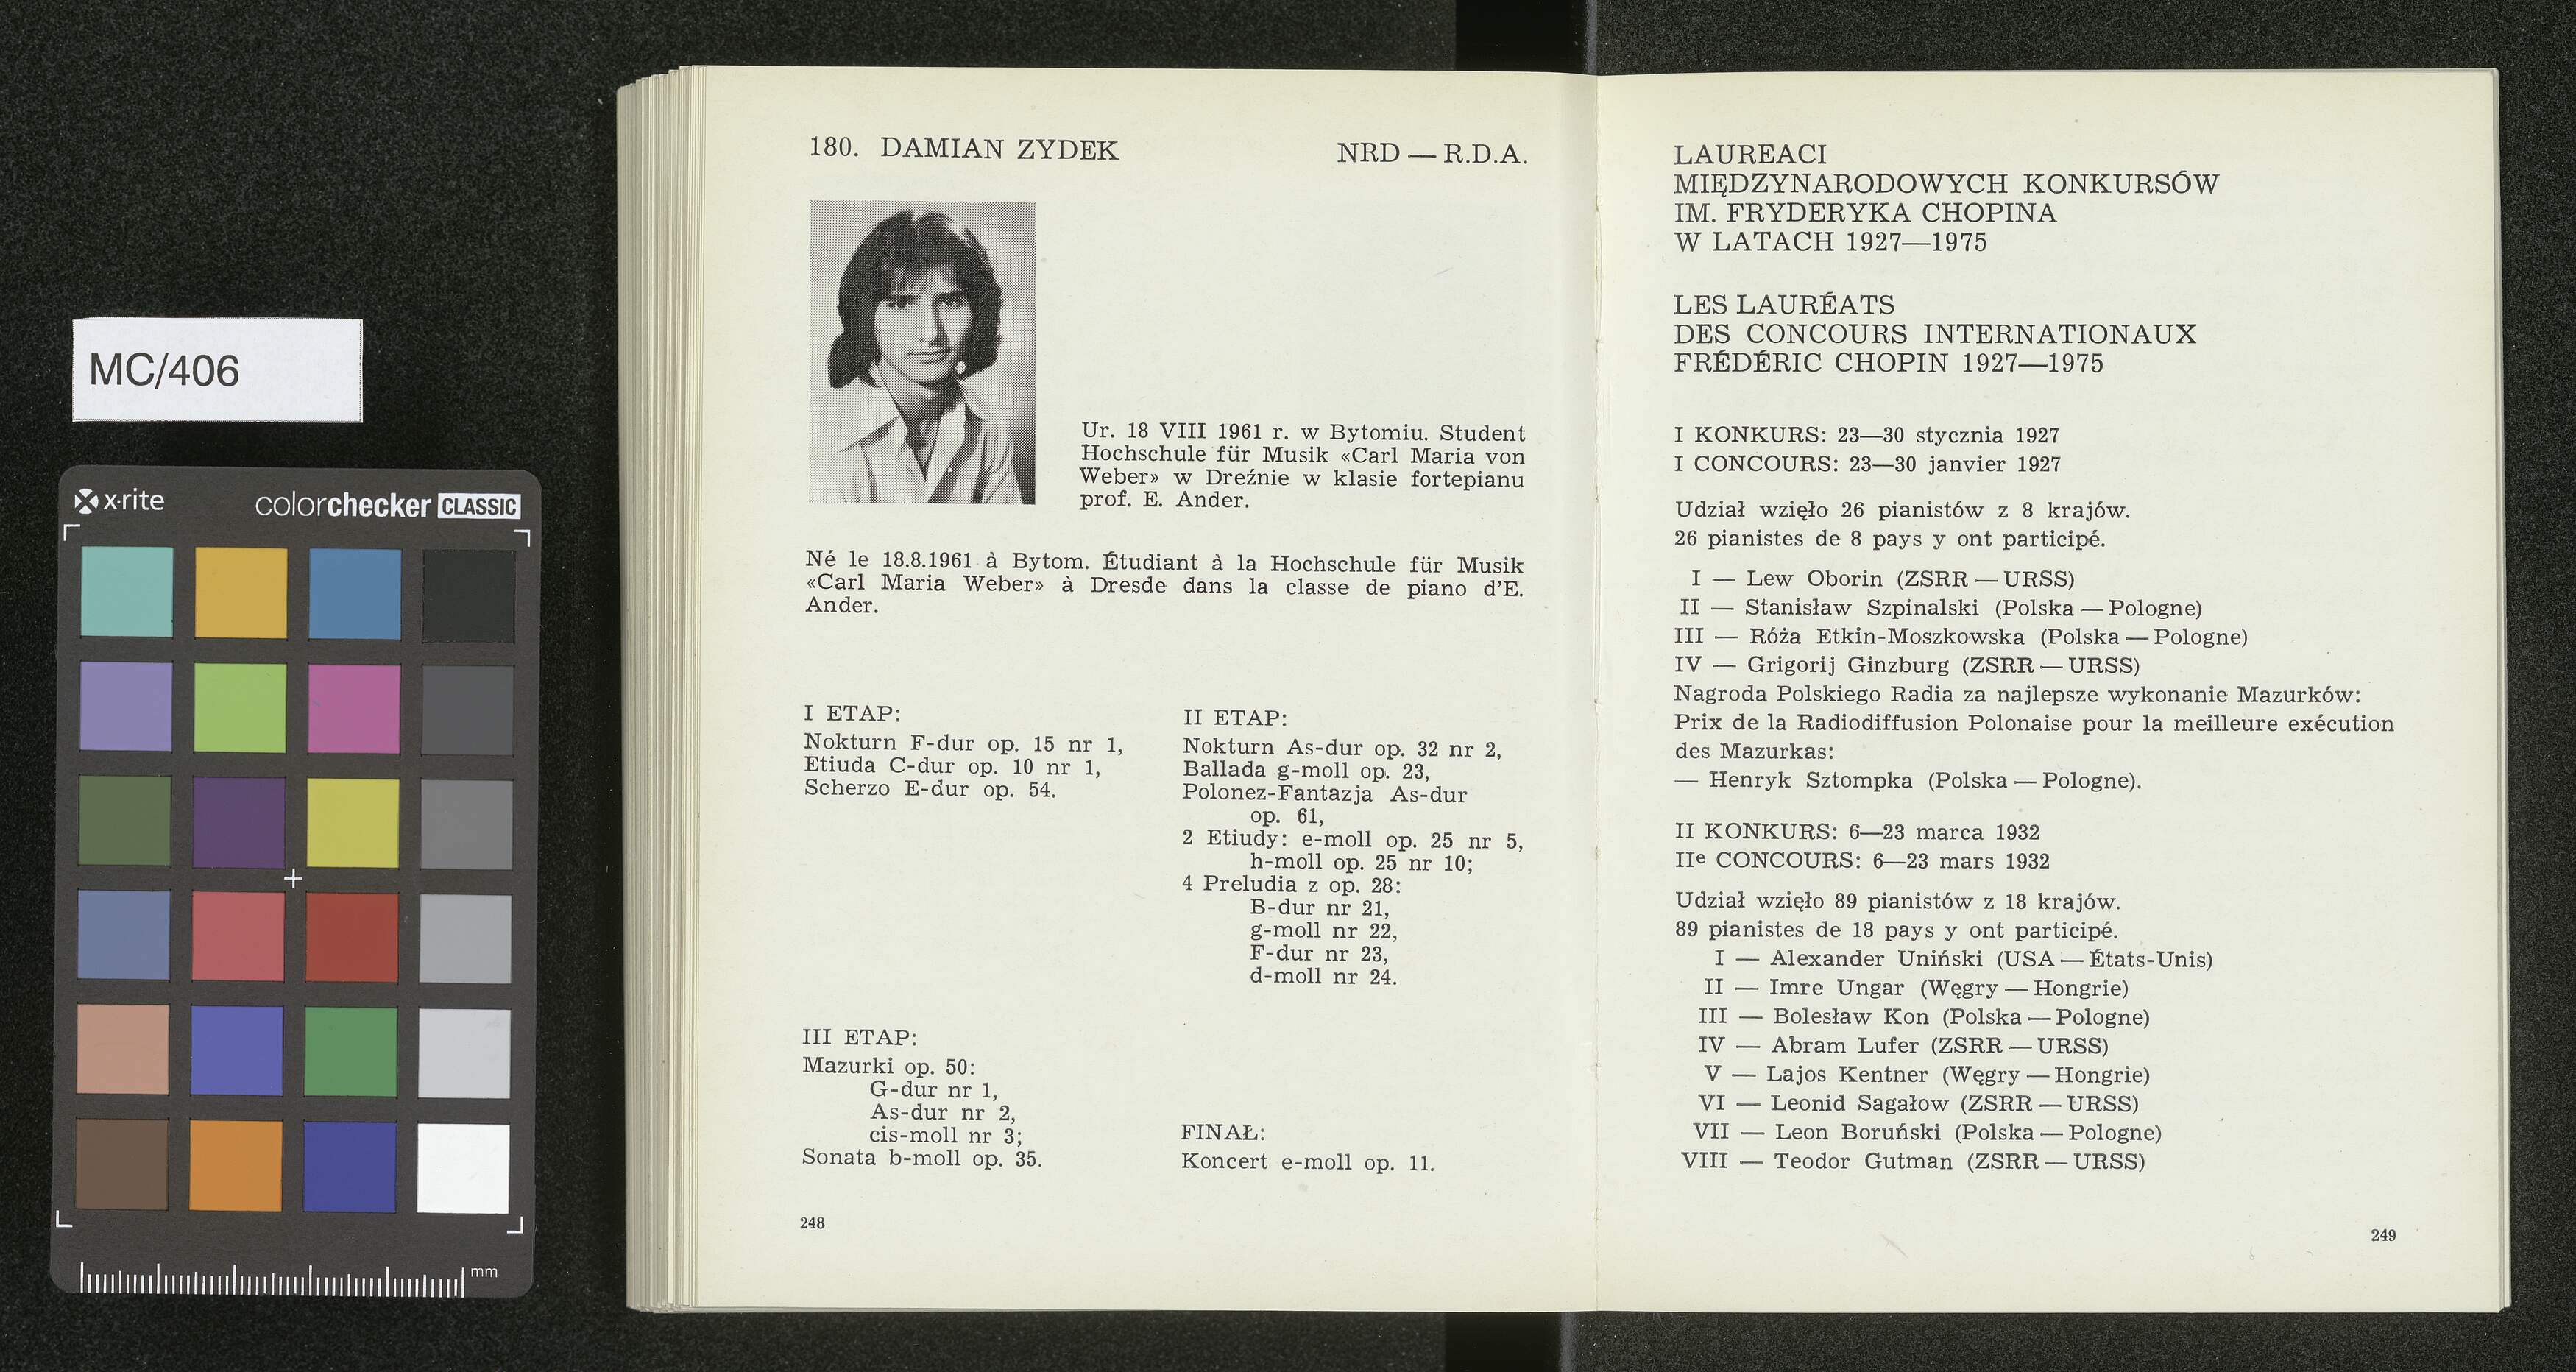 MC/406
x·rite
colorchecker CLASSIC
mm
180. DAMIAN ZYDEK
NRD — R.D.A.
Ur. 18 VIII 1961 r. w Bytomiu. Student
Hochschule für Musik «Carl Maria von
Weber» w Dreźnie w klasie fortepianu
prof. E. Ander.
Né le 18.8.1961 à Bytom. Étudiant à la Hochschule für Musik
«Carl Maria Weber» à Dresde dans la classe de piano d'E.
Ander.
I ETAP:
Nokturn F-dur op. 15 nr 1,
Etiuda C-dur op. 10 nr 1,
Scherzo E-dur op. 54.
II ETAP:
Nokturn As-dur op. 32 nr 2,
Ballada g-moll op. 23,
Polonez-Fantazja As-dur
op. 61,
2 Etiudy: e-moll op. 25 nr 5,
h-moll op. 25 nr 10;
4 Preludia z op. 28:
B-dur nr 21,
g-moll nr 22,
F-dur nr 23,
d-moll nr 24.
III ETAP:
Mazurki op. 50:
G-dur nr 1,
As-dur nr 2,
cis-moll nr 3;
Sonata b-moll op. 35.
FINAŁ:
Koncert e-moll op. 11.
248
LAUREACI
MIĘDZYNARODOWYCH KONKURSÓW
IM. FRYDERYKA CHOPINA
W LATACH 1927—1975
LES LAURÉATS
DES CONCOURS INTERNATIONAUX
FRÉDÉRIC CHOPIN 1927—1975
I KONKURS: 23—30 stycznia 1927
I CONCOURS: 23—30 janvier 1927
Udział wzięło 26 pianistów z 8 krajów.
26 pianistes de 8 pays y ont participé.
I — Lew Oborin (ZSRR — URSS)
II — Stanisław Szpinalski (Polska — Pologne)
III — Róża Etkin-Moszkowska (Polska — Pologne)
IV — Grigorij Ginzburg (ZSRR — URSS)
Nagroda Polskiego Radia za najlepsze wykonanie Mazurków:
Prix de la Radiodiffusion Polonaise pour la meilleure exécution
des Mazurkas:
— Henryk Sztompka (Polska — Pologne).
II KONKURS: 6—23 marca 1932
IIe CONCOURS: 6—23 mars 1932
Udział wzięło 89 pianistów z 18 krajów.
89 pianistes de 18 pays y ont participé.
I — Alexander Uniński (USA — États-Unis)
II — Imre Ungar (Węgry — Hongrie)
III — Bolesław Kon (Polska — Pologne)
IV — Abram Lufer (ZSRR — URSS)
V — Lajos Kentner (Węgry — Hongrie)
VI — Leonid Sagałow (ZSRR — URSS)
VII — Leon Boruński (Polska — Pologne)
VIII — Teodor Gutman (ZSRR — URSS)
249